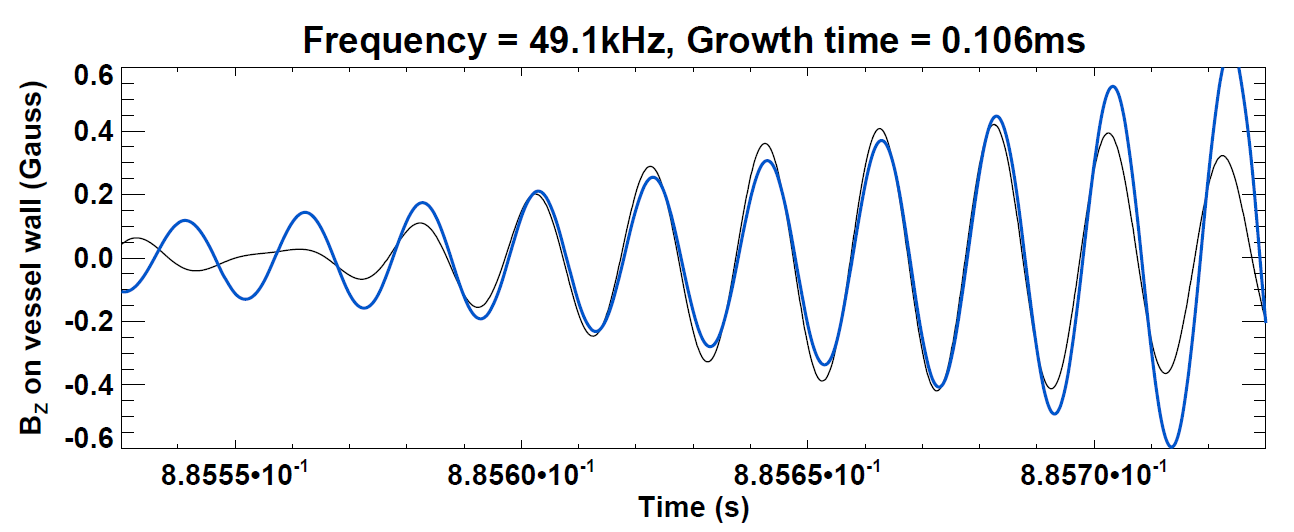 Frequency = 49.1kHz, Growth time = 0.106ms
B_Z on vessel wall (Gauss)
0.6
0.4
0.2
0.0
-0.2
-0.4
-0.6
8.8555•10⁻¹ 8.8560•10⁻¹ 8.8565•10⁻¹ 8.8570•10⁻¹
Time (s)